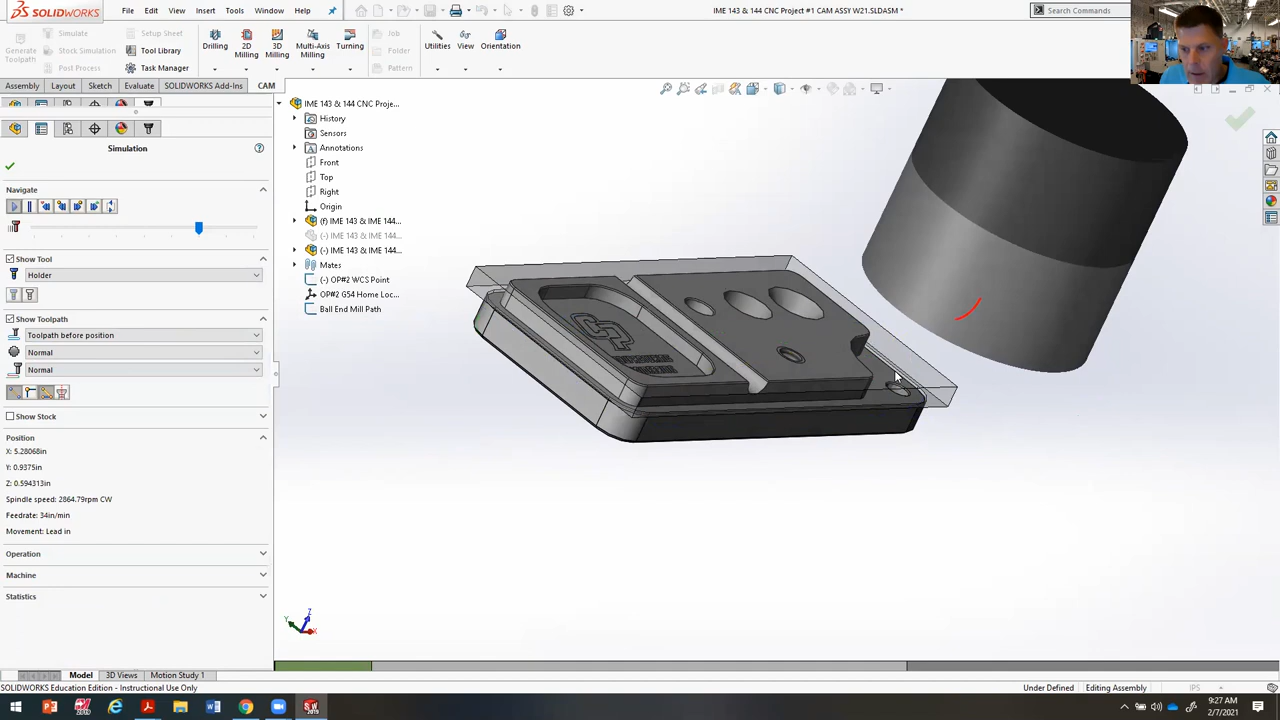 SOLIDWORKS
File Edit View Insert Tools Window Help
IME 143 & 144 CNC Project #1 CAM ASSY W21.SLDASM *
Search Commands
Generate Toolpath
Simulate
Stock Simulation
Post Process
Setup Sheet
Tool Library
Task Manager
Drilling
2D Milling
3D Milling
Multi-Axis Milling
Turning
Job
Folder
Pattern
Utilities
View
Orientation
Assembly Layout Sketch Evaluate SOLIDWORKS Add-Ins CAM
Simulation
Navigate
Show Tool
Holder
Show Toolpath
Toolpath before position
Normal
Normal
Show Stock
Position
X: 5.28068in
Y: 0.9375in
Z: 0.594313in
Spindle speed: 2864.79rpm CW
Feedrate: 34in/min
Movement: Lead in
Operation
Machine
Statistics
IME 143 & 144 CNC Proje...
History
Sensors
Annotations
Front
Top
Right
Origin
(f) IME 143 & IME 144...
(-) IME 143 & IME 144...
(-) IME 143 & IME 144...
Mates
(-) OP#2 WCS Point
OP#2 G54 Home Loc...
Ball End Mill Path
Z
Y
X
Model 3D Views Motion Study 1
SOLIDWORKS Education Edition - Instructional Use Only
Under Defined
Editing Assembly
IPS
9:27 AM
2/7/2021